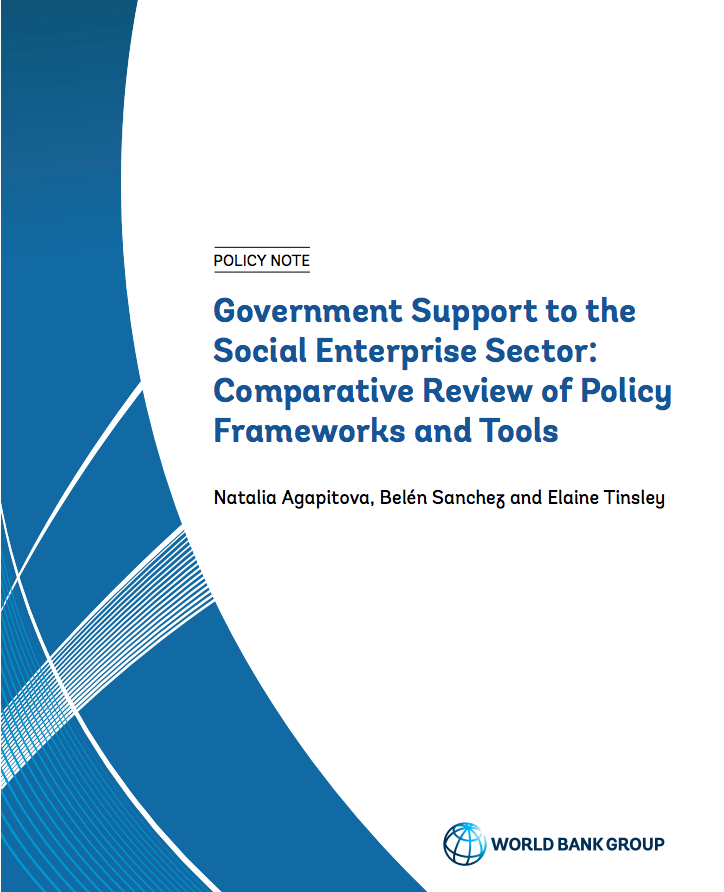 POLICY NOTE
Government Support to the
Social Enterprise Sector:
Comparative Review of Policy
Frameworks and Tools
Natalia Agapitova, Belén Sanchez and Elaine Tinsley
WORLD BANK GROUP